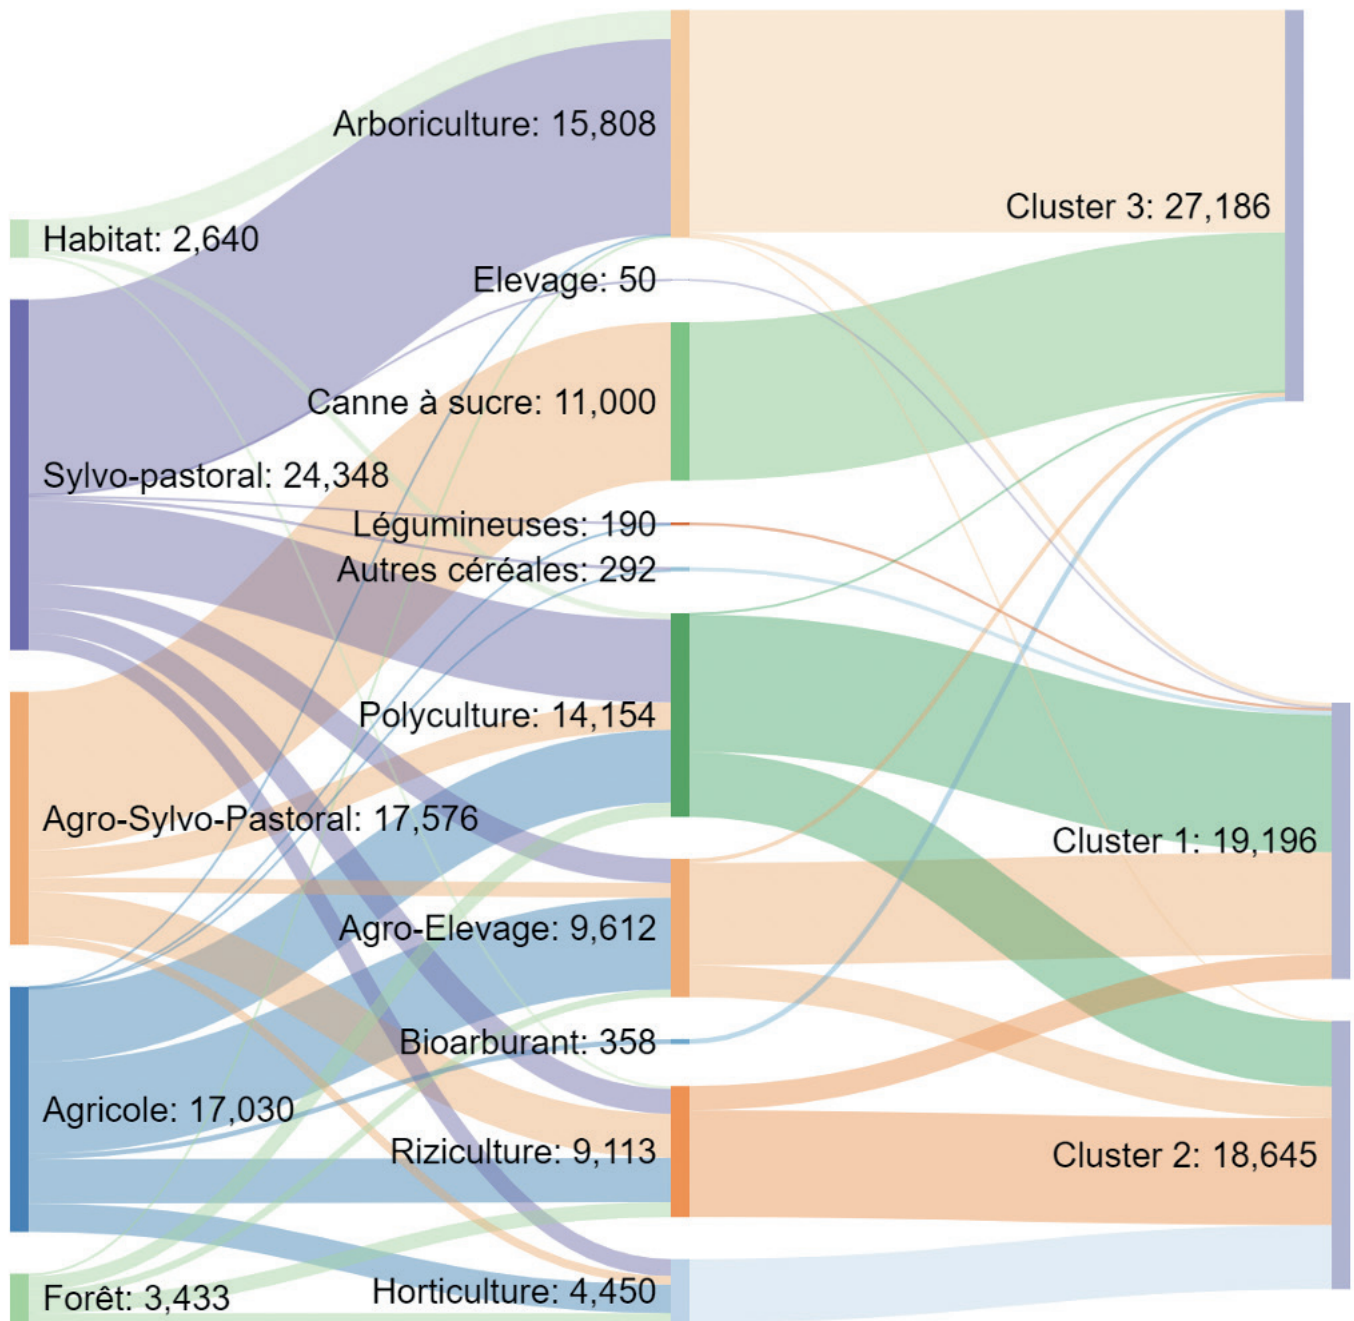 Habitat: 2,640
Sylvo-pastoral: 24,348
Agro-Sylvo-Pastoral: 17,576
Agricole: 17,030
Forêt: 3,433
Arboriculture: 15,808
Elevage: 50
Canne à sucre: 11,000
Légumineuses: 190
Autres céréales: 292
Polyculture: 14,154
Agro-Elevage: 9,612
Bioarburant: 358
Riziculture: 9,113
Horticulture: 4,450
Cluster 3: 27,186
Cluster 1: 19,196
Cluster 2: 18,645